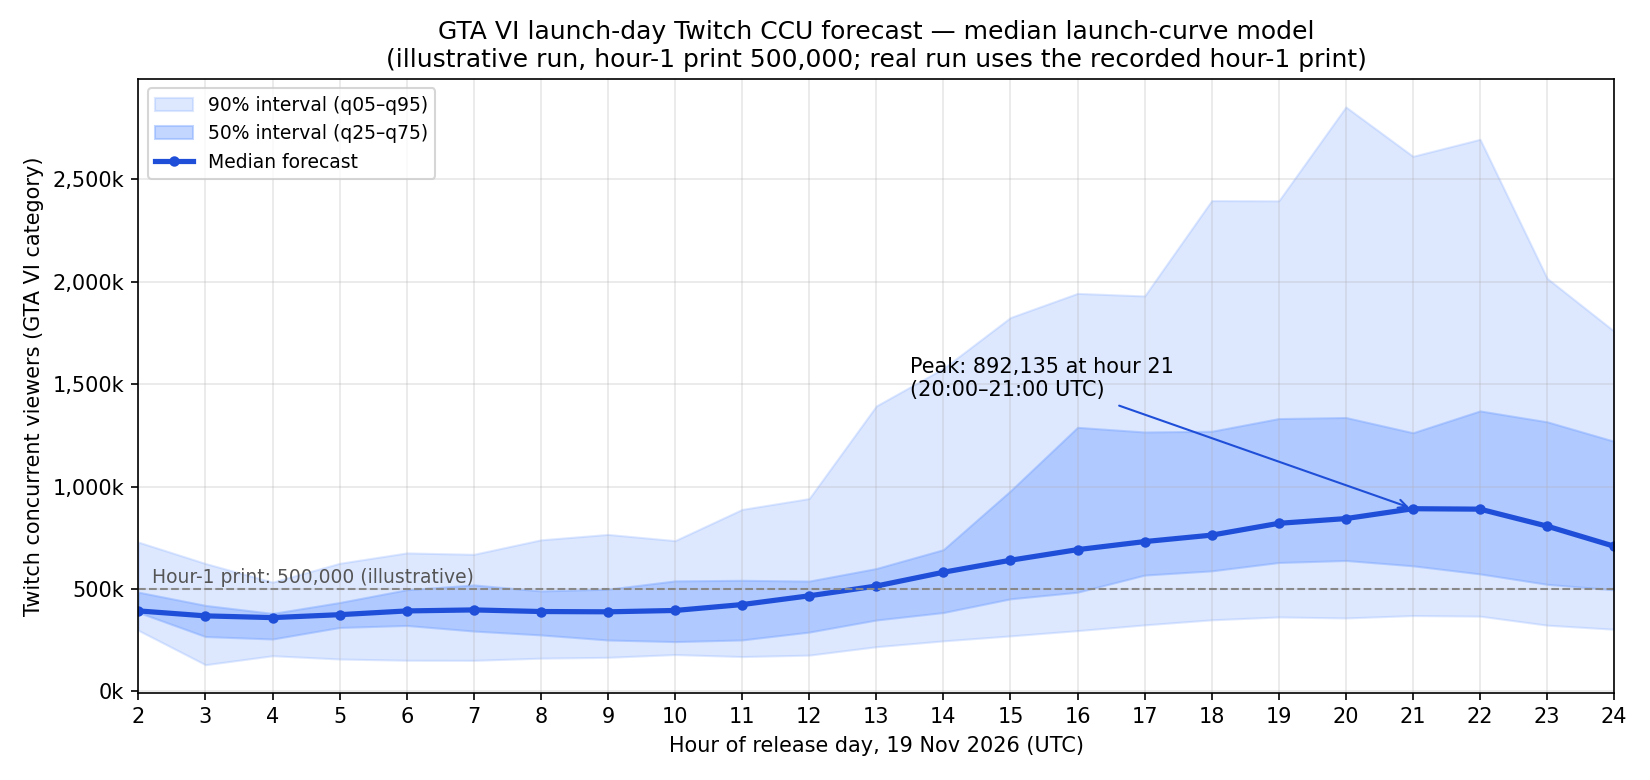 GTA VI launch-day Twitch CCU forecast — median launch-curve model
(illustrative run, hour-1 print 500,000; real run uses the recorded hour-1 print)
90% interval (q05–q95)
50% interval (q25–q75)
Median forecast
Twitch concurrent viewers (GTA VI category)
2,500k
2,000k
1,500k
1,000k
500k
0k
Peak: 892,135 at hour 21
(20:00–21:00 UTC)
Hour-1 print: 500,000 (illustrative)
2 3 4 5 6 7 8 9 10 11 12 13 14 15 16 17 18 19 20 21 22 23 24
Hour of release day, 19 Nov 2026 (UTC)